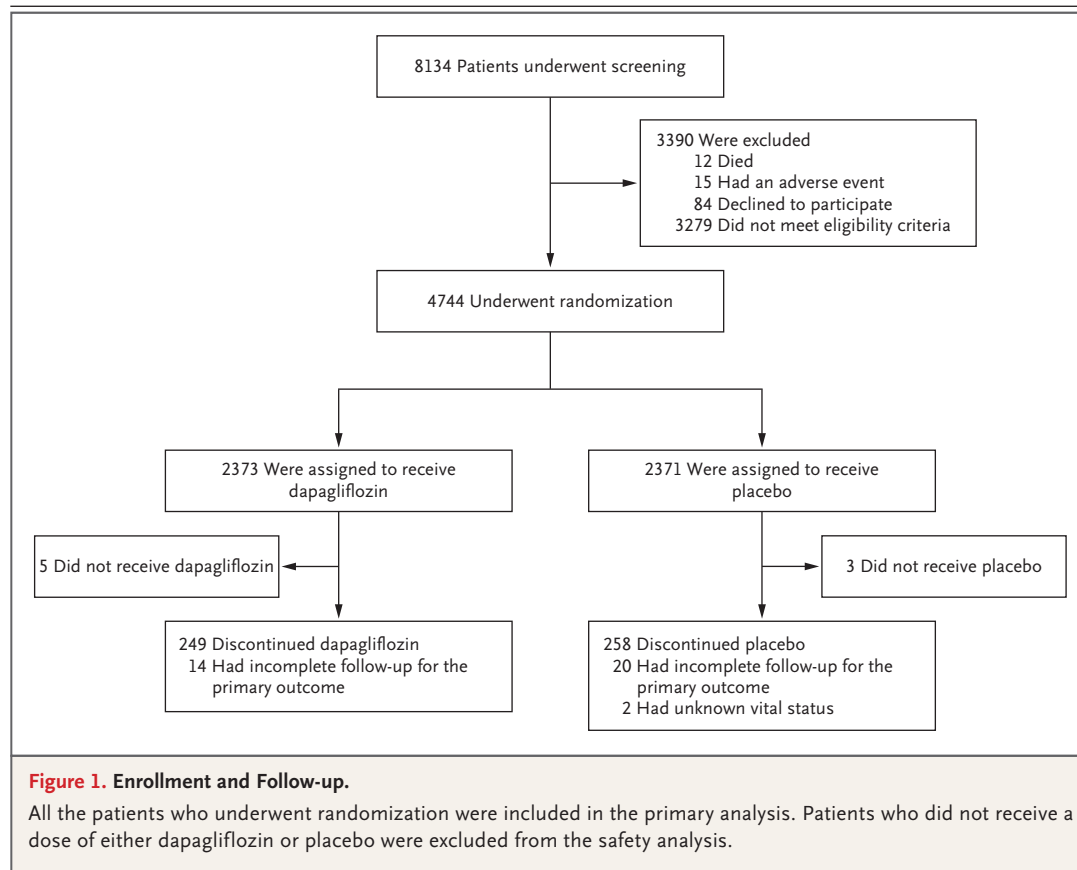 8134 Patients underwent screening
3390 Were excluded
12 Died
15 Had an adverse event
84 Declined to participate
3279 Did not meet eligibility criteria
4744 Underwent randomization
2373 Were assigned to receive
dapagliflozin
2371 Were assigned to receive
placebo
5 Did not receive dapagliflozin
3 Did not receive placebo
249 Discontinued dapagliflozin
14 Had incomplete follow-up for the
primary outcome
258 Discontinued placebo
20 Had incomplete follow-up for the
primary outcome
2 Had unknown vital status
Figure 1. Enrollment and Follow-up.
All the patients who underwent randomization were included in the primary analysis. Patients who did not receive a
dose of either dapagliflozin or placebo were excluded from the safety analysis.